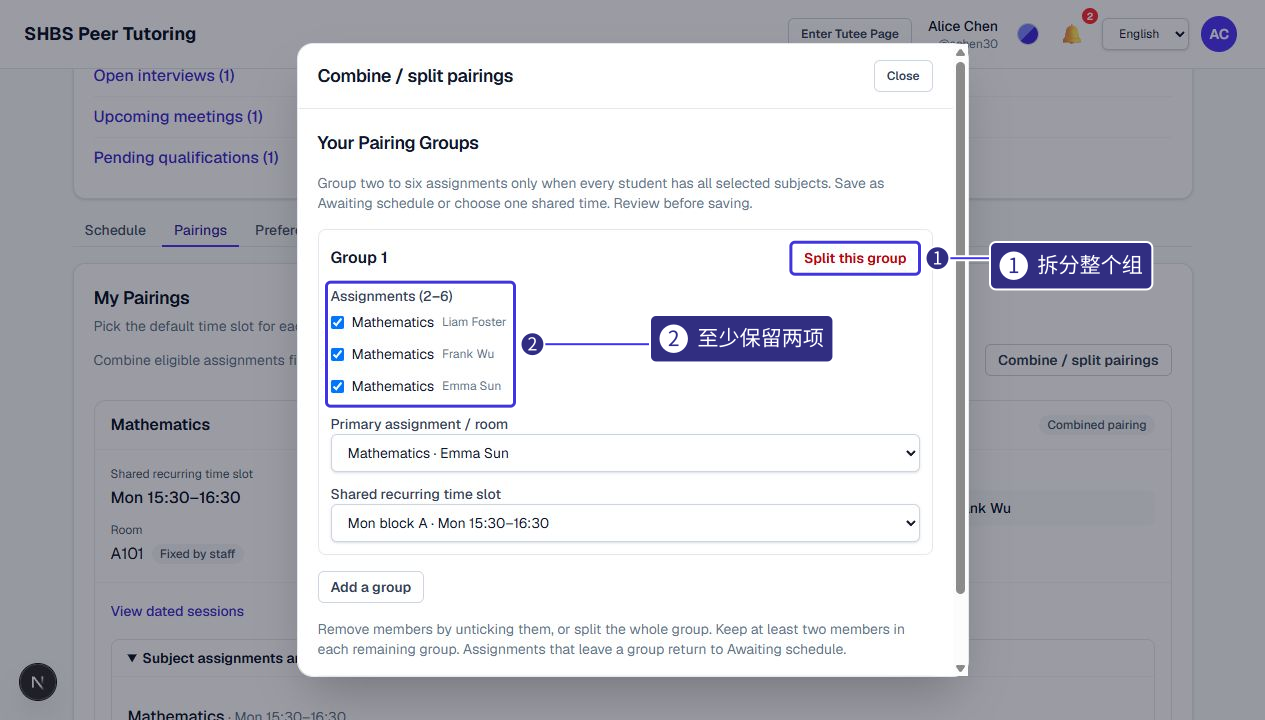 SHBS Peer Tutoring
Enter Tutee Page
Alice Chen
@achen30
2
English
AC
Open interviews (1)
Upcoming meetings (1)
Pending qualifications (1)
Schedule
Pairings
Prefer
My Pairings
Pick the default time slot for ea
Combine eligible assignments fi
Combine / split pairings
Mathematics
Combined pairing
Shared recurring time slot
Mon 15:30–16:30
Room
A101
Fixed by staff
nk Wu
View dated sessions
Subject assignments a
Mathematics · Mon 15:30–16:30
N
Combine / split pairings
Close
Your Pairing Groups
Group two to six assignments only when every student has all selected subjects. Save as
Awaiting schedule or choose one shared time. Review before saving.
Group 1
Split this group
1
1 拆分整个组
Assignments (2–6)
Mathematics Liam Foster
Mathematics Frank Wu
Mathematics Emma Sun
2
2 至少保留两项
Primary assignment / room
Mathematics · Emma Sun
Shared recurring time slot
Mon block A · Mon 15:30–16:30
Add a group
Remove members by unticking them, or split the whole group. Keep at least two members in
each remaining group. Assignments that leave a group return to Awaiting schedule.